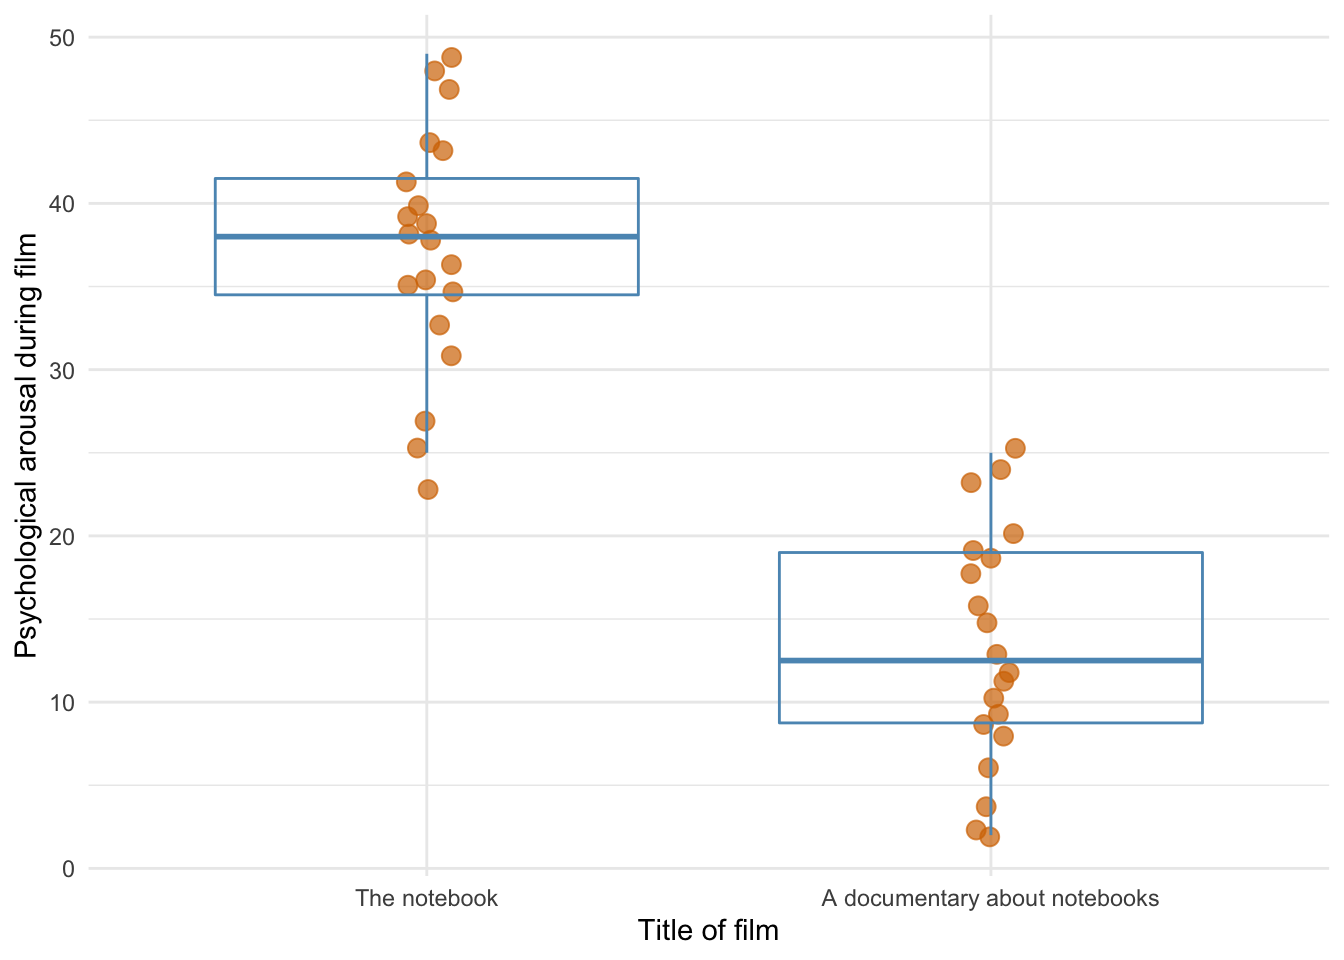 Psychological arousal during film
50
40
30
20
10
0
The notebook
A documentary about notebooks
Title of film